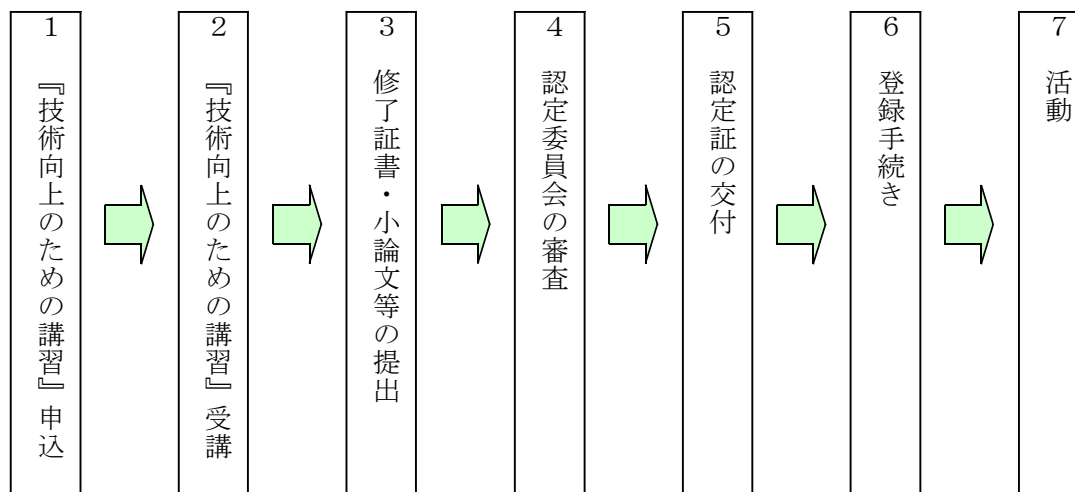 1
『技術向上のための講習』申込
2
『技術向上のための講習』受講
3
修了証書・小論文等の提出
4
認定委員会の審査
5
認定証の交付
6
登録手続き
7
活動